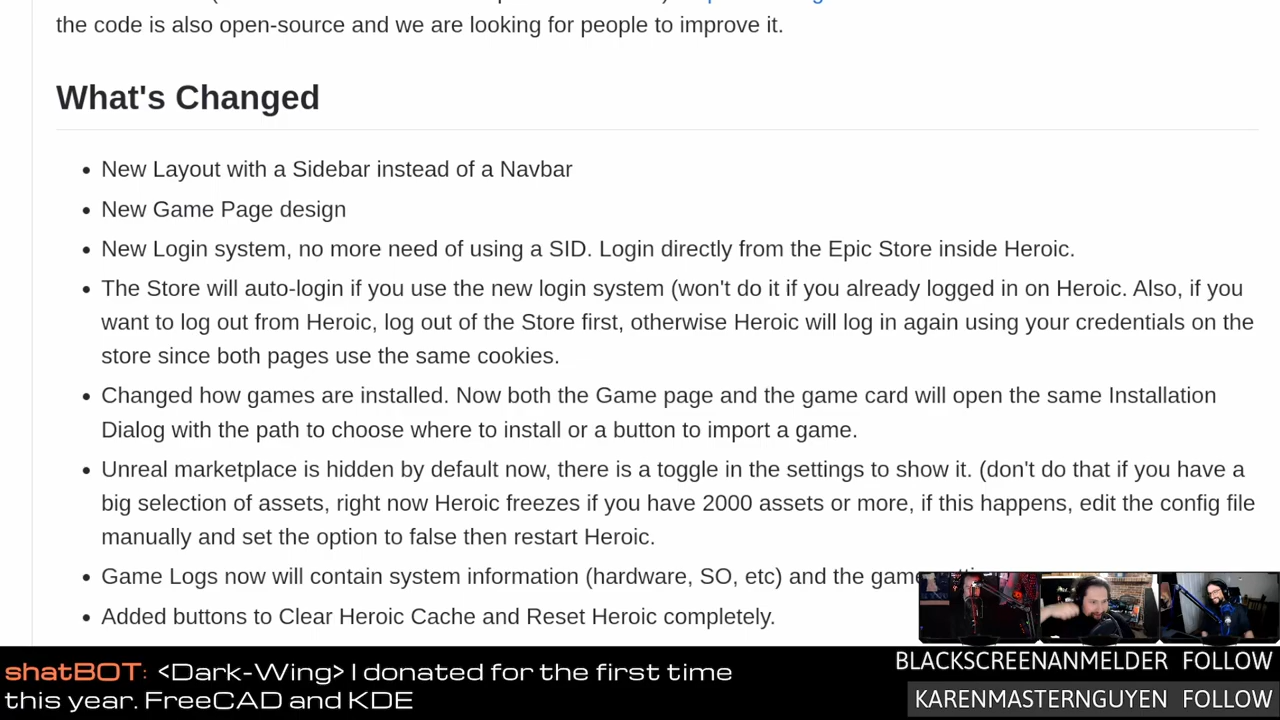 the code is also open-source and we are looking for people to improve it.
What's Changed
• New Layout with a Sidebar instead of a Navbar
• New Game Page design
• New Login system, no more need of using a SID. Login directly from the Epic Store inside Heroic.
• The Store will auto-login if you use the new login system (won't do it if you already logged in on Heroic. Also, if you
want to log out from Heroic, log out of the Store first, otherwise Heroic will log in again using your credentials on the
store since both pages use the same cookies.
• Changed how games are installed. Now both the Game page and the game card will open the same Installation
Dialog with the path to choose where to install or a button to import a game.
• Unreal marketplace is hidden by default now, there is a toggle in the settings to show it. (don't do that if you have a
big selection of assets, right now Heroic freezes if you have 2000 assets or more, if this happens, edit the config file
manually and set the option to false then restart Heroic.
• Game Logs now will contain system information (hardware, SO, etc) and the game
• Added buttons to Clear Heroic Cache and Reset Heroic completely.
shatBOT: <Dark-Wing> I donated for the first time
this year. FreeCAD and KDE
BLACKSCREENANMELDER FOLLOW
KARENMASTERNGUYEN FOLLOW